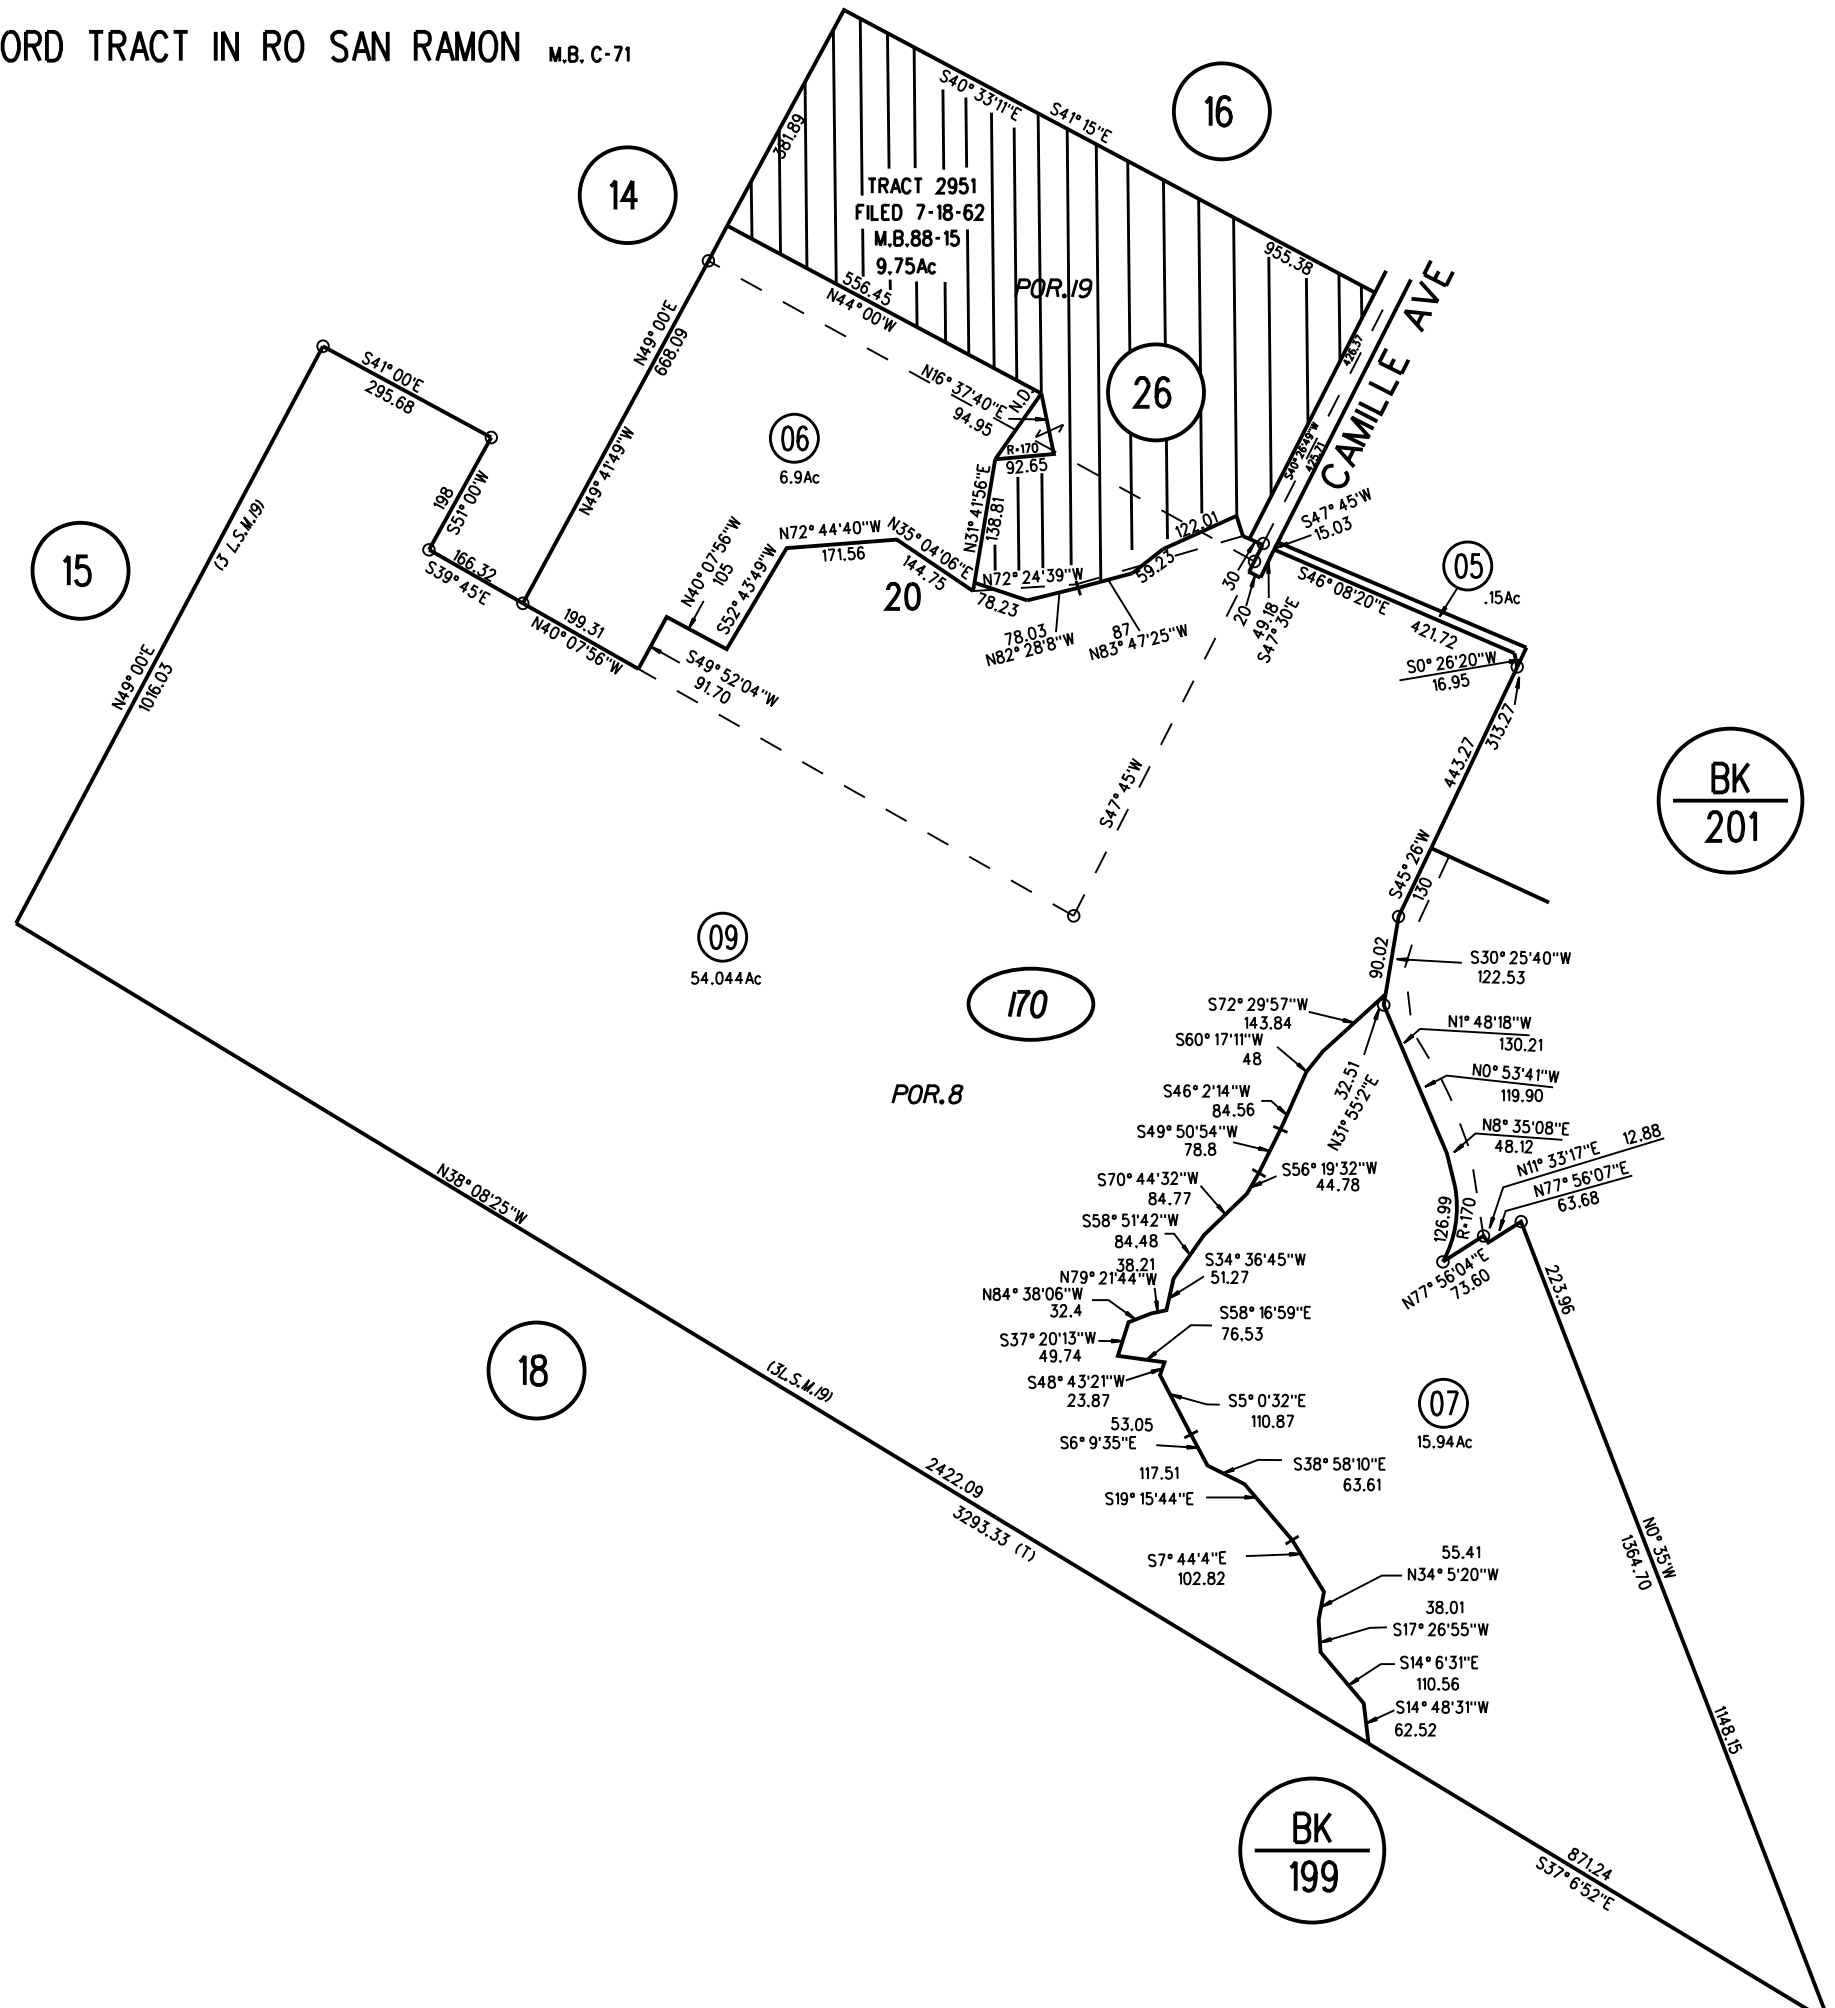 ORD TRACT IN RO SAN RAMON M.B. C-71
16
14
15
18
26
BK
201
BK
199
170
20
POR.19
POR.8
CAMILLE AVE
TRACT 2951
FILED 7-18-62
M.B.88-15
9.75Ac
S40°33'11"E
S41°15"E
955.38
381.89
556.45
N44°00'W
N49°00'E
668.09
N49°41'49"W
S41°00'E
295.68
198
S51°00'W
166.32
S39°45'E
(3 L.S.M.19)
N49°00'E
1016.03
199.31
N40°07'56"W
06
6.9Ac
N40°07'56"W
105
S52°43'49"W
S49°52'04"W
91.70
N72°44'40"W
171.56
N35°04'06"E
144.75
N16°37'40"E
94.95
N.D.
R=170
92.65
N31°41'56"E
138.81
N72°24'39"W
78.23
78.03
N82°28'8"W
87
N83°47'25"W
59.23
122.01
426.37
S40°26'49"W
425.71
S47°45'W
15.03
30
20
49.18
S47°30'E
S46°08'20"E
421.72
05
.15Ac
S0°26'20"W
16.95
313.27
443.27
S45°26'W
130
S47°45'W
90.02
S30°25'40"W
122.53
N1°48'18"W
130.21
N0°53'41"W
119.90
N8°35'08"E
48.12
N11°33'17"E 12.88
N77°56'07"E
63.68
126.99
R=170
N77°56'04"E
73.60
223.96
09
54.044Ac
S72°29'57"W
143.84
S60°17'11"W
48
32.51
N31°55'2"E
S46°2'14"W
84.56
S49°50'54"W
78.8
S56°19'32"W
44.78
S70°44'32"W
84.77
S58°51'42"W
84.48
S34°36'45"W
51.27
38.21
N79°21'44"W
N84°38'06"W
32.4
S58°16'59"E
76.53
S37°20'13"W
49.74
S48°43'21"W
23.87
S5°0'32"E
110.87
53.05
S6°9'35"E
S38°58'10"E
63.61
117.51
S19°15'44"E
S7°44'4"E
102.82
55.41
N34°5'20"W
38.01
S17°26'55"W
S14°6'31"E
110.56
S14°48'31"W
62.52
07
15.94Ac
N0°35'W
1364.70
1148.15
N38°08'25"W
(3L.S.M.19)
2422.09
3293.33 (T)
871.24
S37°6'52"E